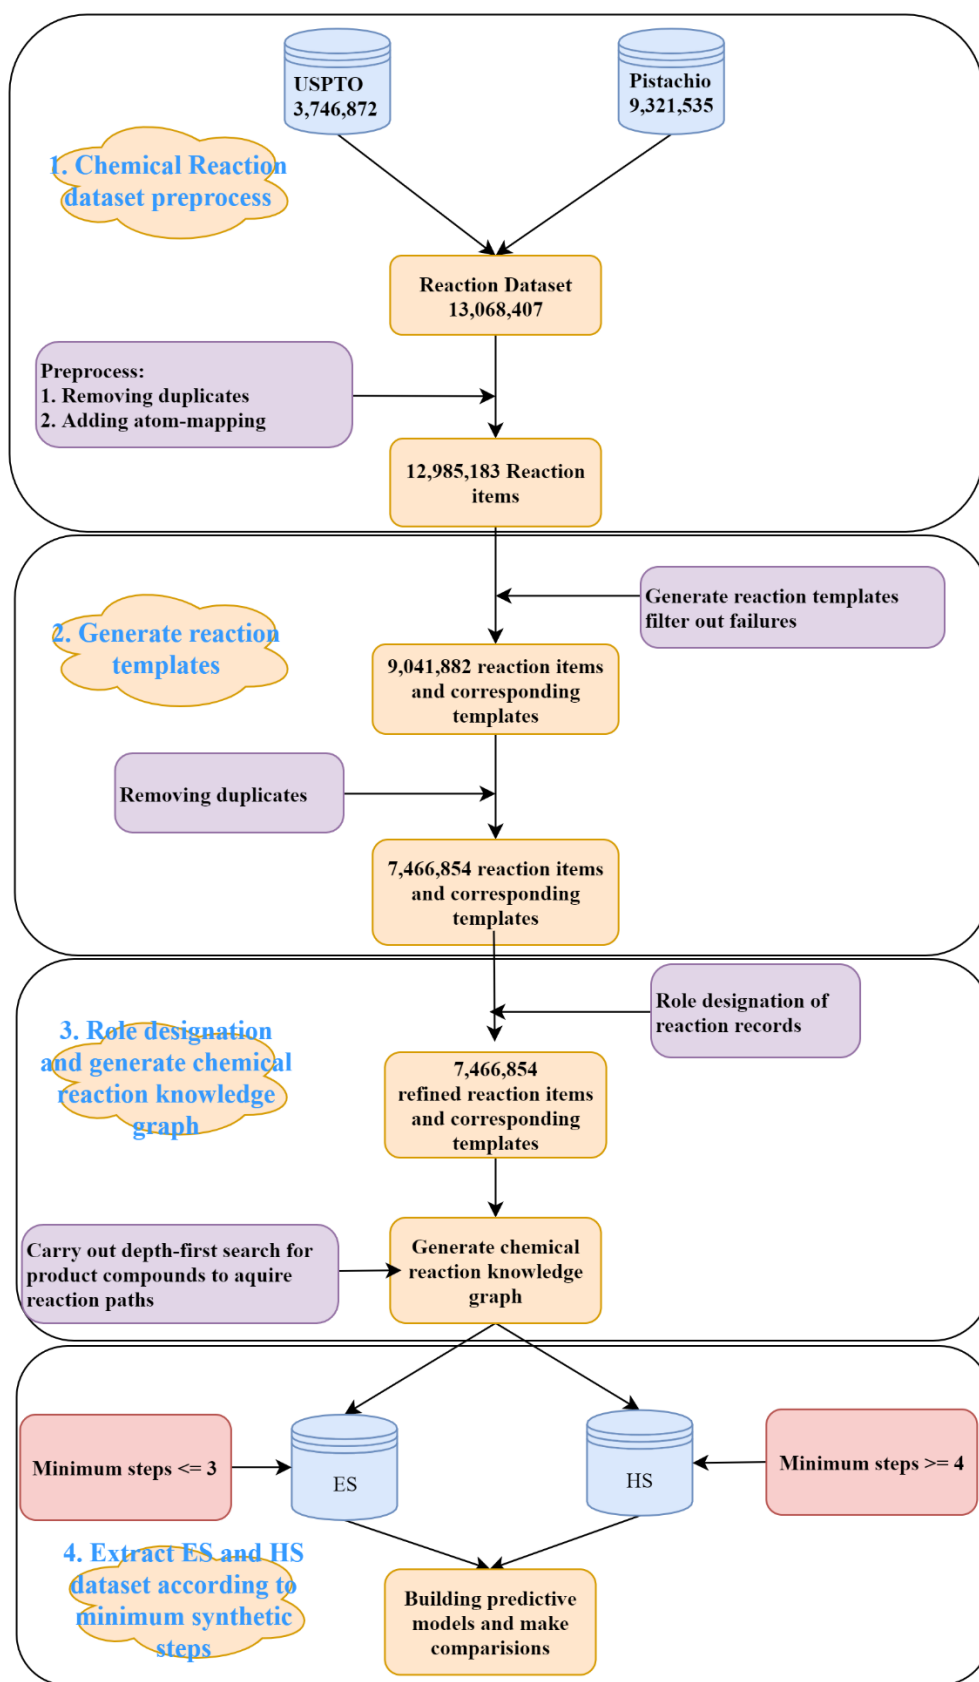 USPTO
3,746,872
Pistachio
9,321,535
1. Chemical Reaction
dataset preprocess
Reaction Dataset
13,068,407
Preprocess:
1. Removing duplicates
2. Adding atom-mapping
12,985,183 Reaction
items
Generate reaction templates
filter out failures
2. Generate reaction
templates
9,041,882 reaction items
and corresponding
templates
Removing duplicates
7,466,854 reaction items
and corresponding
templates
Role designation of
reaction records
3. Role designation
and generate chemical
reaction knowledge
graph
7,466,854
refined reaction items
and corresponding
templates
Carry out depth-first search for
product compounds to aquire
reaction paths
Generate chemical
reaction knowledge
graph
Minimum steps <= 3
ES
HS
Minimum steps >= 4
4. Extract ES and HS
dataset according to
minimum synthetic
steps
Building predictive
models and make
comparisions